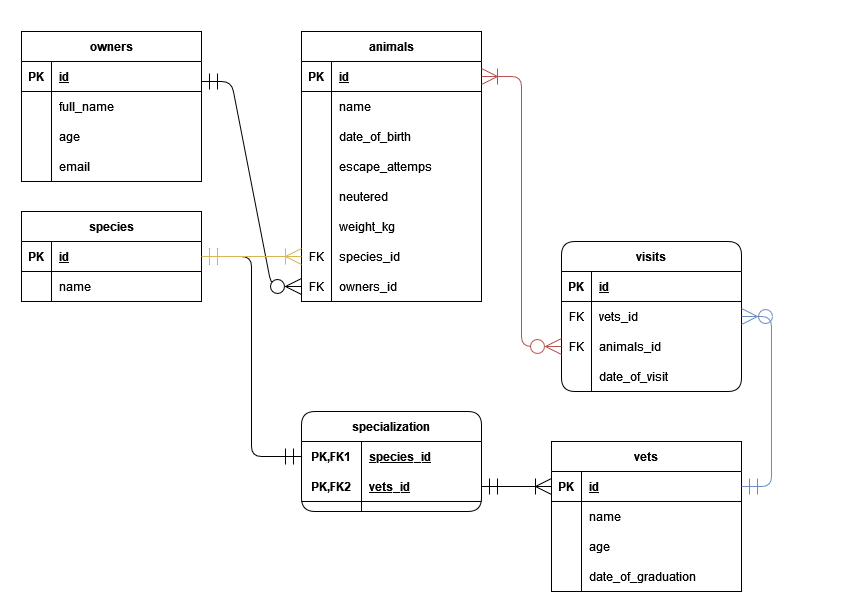 owners
PK id
full_name
age
email
species
PK id
name
animals
PK id
name
date_of_birth
escape_attemps
neutered
weight_kg
FK species_id
FK owners_id
visits
PK id
FK vets_id
FK animals_id
date_of_visit
specialization
PK,FK1 species_id
PK,FK2 vets_id
vets
PK id
name
age
date_of_graduation